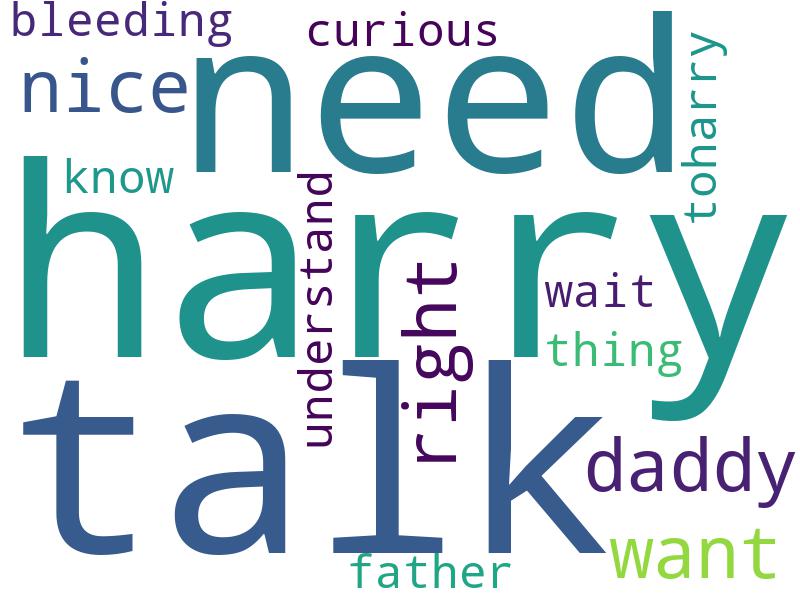 bleeding
curious
nice
need
toharry
know
understand
harry
right
wait
thing
talk
daddy
want
father